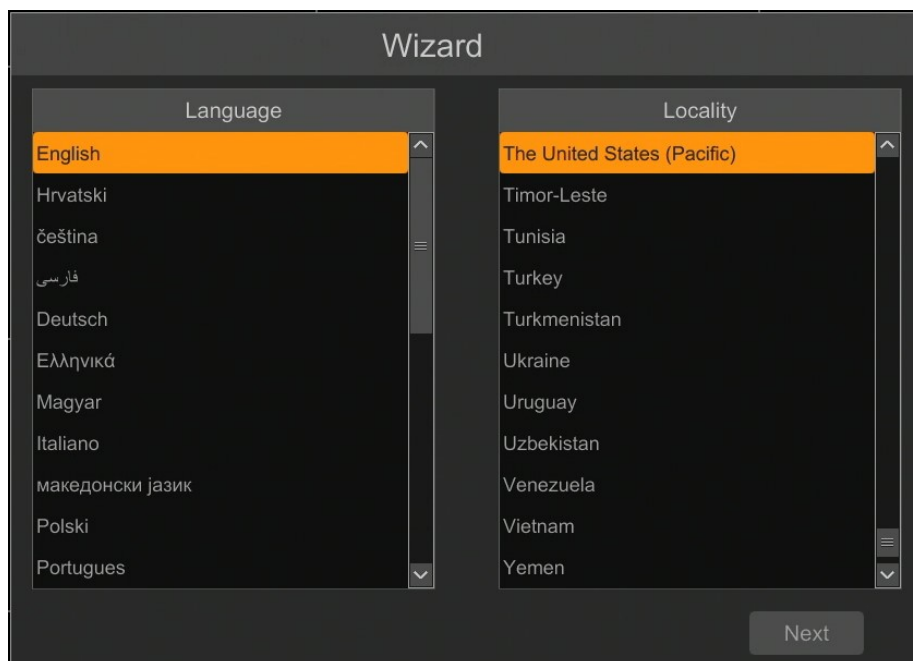 Wizard
Language
English
Hrvatski
čeština
فارسی
Deutsch
Ελληνικά
Magyar
Italiano
македонски јазик
Polski
Portugues
Locality
The United States (Pacific)
Timor-Leste
Tunisia
Turkey
Turkmenistan
Ukraine
Uruguay
Uzbekistan
Venezuela
Vietnam
Yemen
Next